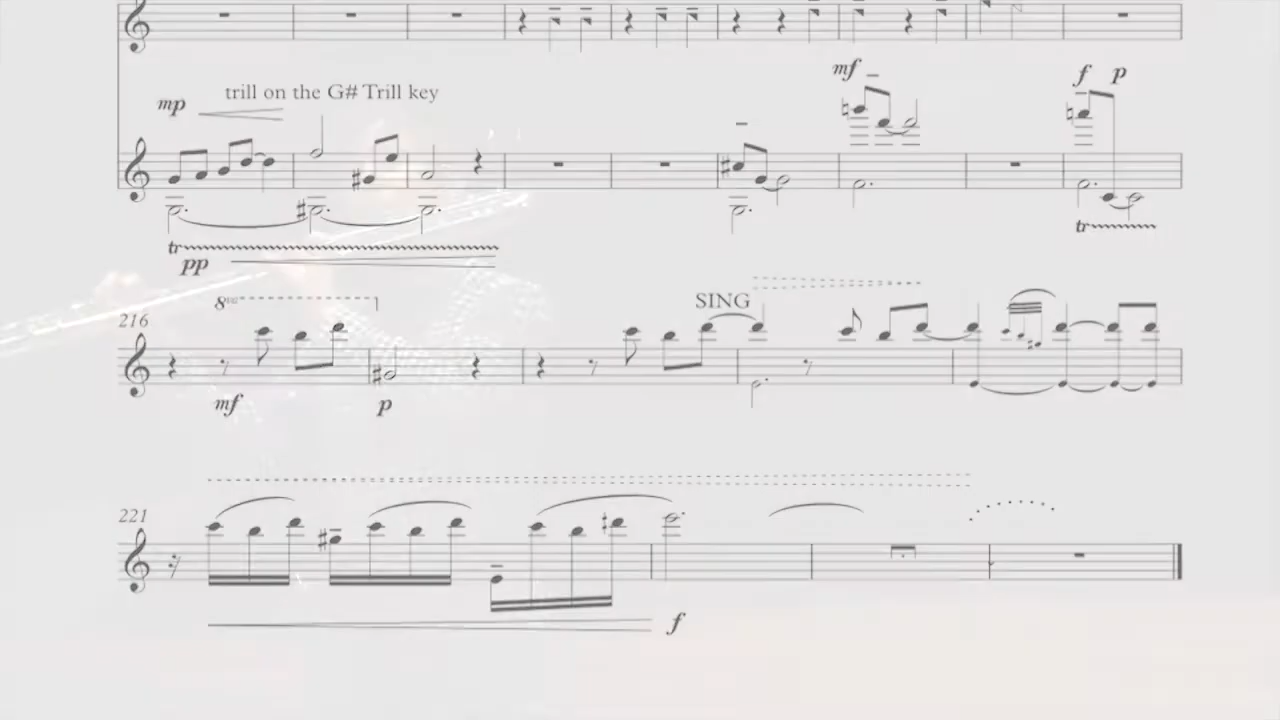 mf
f p
mp
trill on the G# Trill key
tr
tr
pp
8va
SING
216
mf
p
221
f